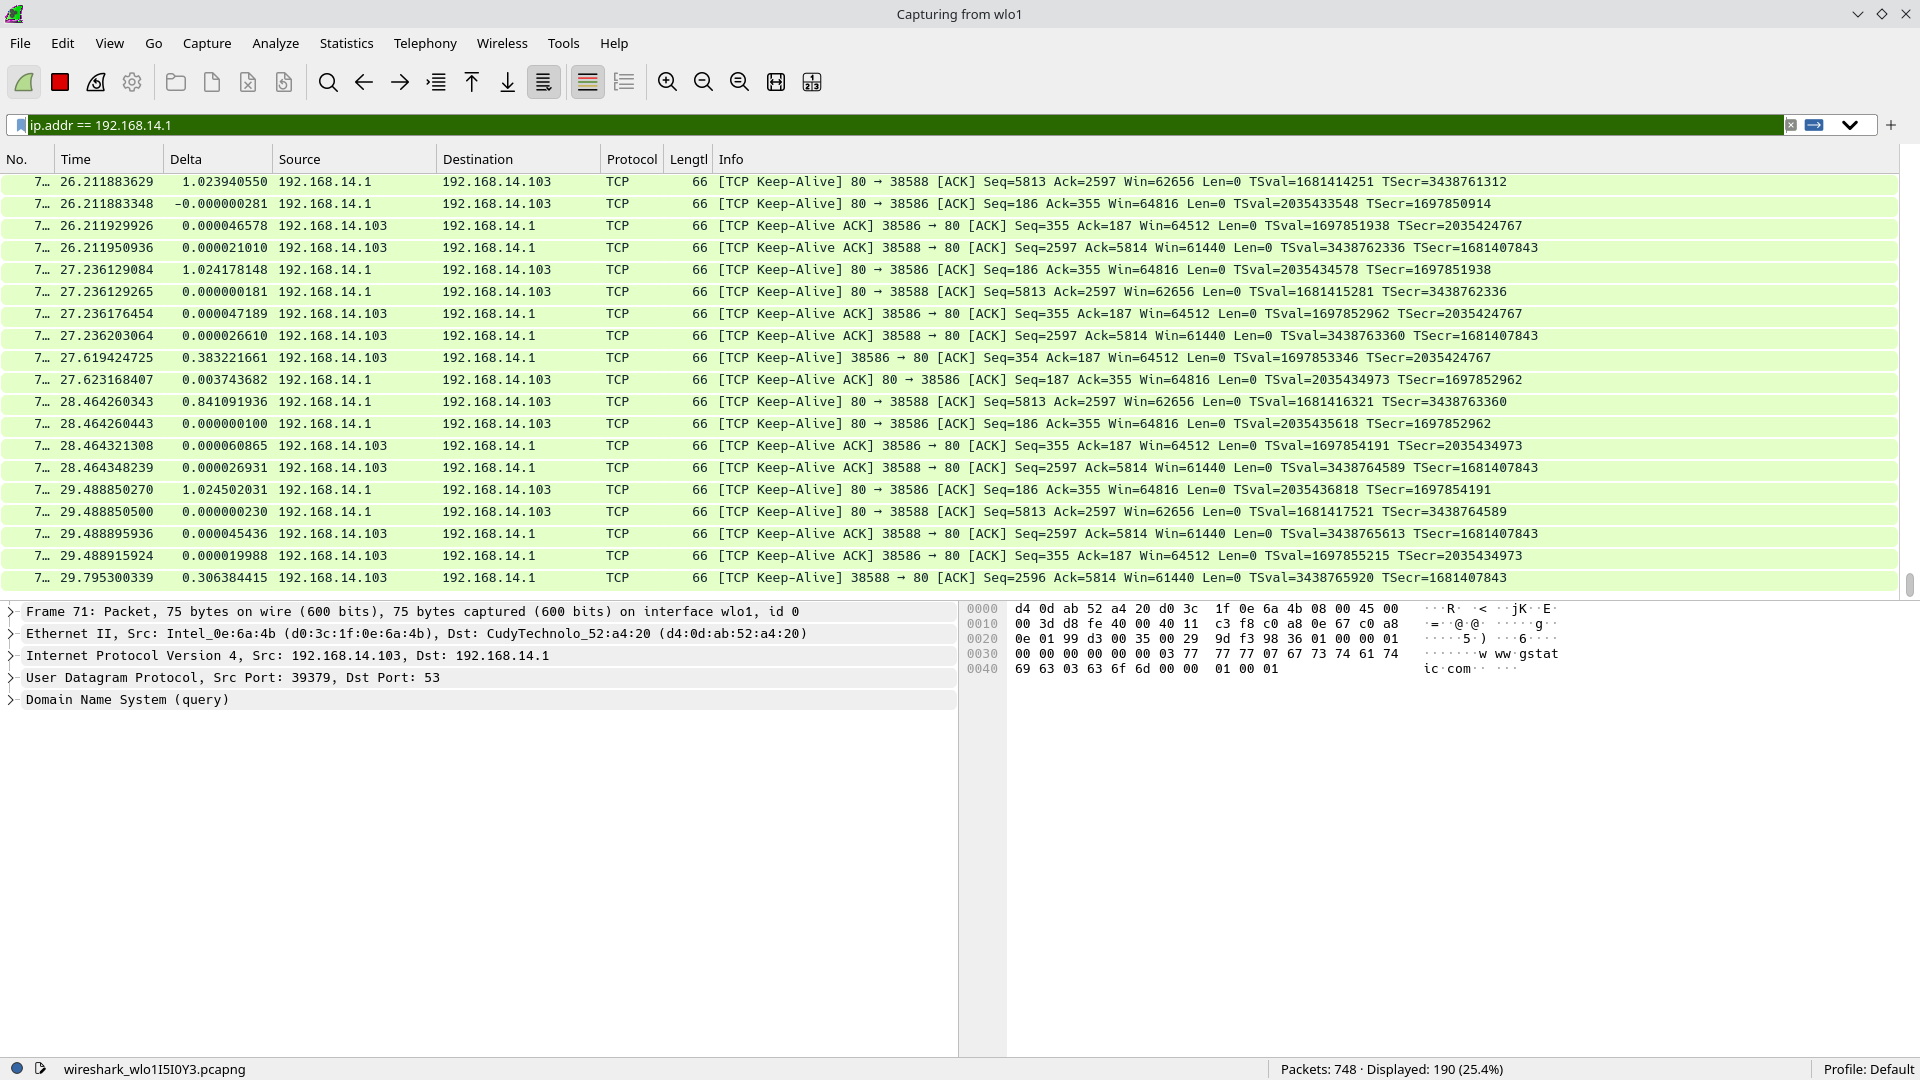 Capturing from wlo1
File Edit View Go Capture Analyze Statistics Telephony Wireless Tools Help
ip.addr == 192.168.14.1
No. Time Delta Source Destination Protocol Lengtl Info
7… 26.211883629 1.023940550 192.168.14.1 192.168.14.103 TCP 66 [TCP Keep-Alive] 80 → 38588 [ACK] Seq=5813 Ack=2597 Win=62656 Len=0 TSval=1681414251 TSecr=3438761312
7… 26.211883348 -0.000000281 192.168.14.1 192.168.14.103 TCP 66 [TCP Keep-Alive] 80 → 38586 [ACK] Seq=186 Ack=355 Win=64816 Len=0 TSval=2035433548 TSecr=1697850914
7… 26.211929926 0.000046578 192.168.14.103 192.168.14.1 TCP 66 [TCP Keep-Alive ACK] 38586 → 80 [ACK] Seq=355 Ack=187 Win=64512 Len=0 TSval=1697851938 TSecr=2035424767
7… 26.211950936 0.000021010 192.168.14.103 192.168.14.1 TCP 66 [TCP Keep-Alive ACK] 38588 → 80 [ACK] Seq=2597 Ack=5814 Win=61440 Len=0 TSval=3438762336 TSecr=1681407843
7… 27.236129084 1.024178148 192.168.14.1 192.168.14.103 TCP 66 [TCP Keep-Alive] 80 → 38586 [ACK] Seq=186 Ack=355 Win=64816 Len=0 TSval=2035434578 TSecr=1697851938
7… 27.236129265 0.000000181 192.168.14.1 192.168.14.103 TCP 66 [TCP Keep-Alive] 80 → 38588 [ACK] Seq=5813 Ack=2597 Win=62656 Len=0 TSval=1681415281 TSecr=3438762336
7… 27.236176454 0.000047189 192.168.14.103 192.168.14.1 TCP 66 [TCP Keep-Alive ACK] 38586 → 80 [ACK] Seq=355 Ack=187 Win=64512 Len=0 TSval=1697852962 TSecr=2035424767
7… 27.236203064 0.000026610 192.168.14.103 192.168.14.1 TCP 66 [TCP Keep-Alive ACK] 38588 → 80 [ACK] Seq=2597 Ack=5814 Win=61440 Len=0 TSval=3438763360 TSecr=1681407843
7… 27.619424725 0.383221661 192.168.14.103 192.168.14.1 TCP 66 [TCP Keep-Alive] 38586 → 80 [ACK] Seq=354 Ack=187 Win=64512 Len=0 TSval=1697853346 TSecr=2035424767
7… 27.623168407 0.003743682 192.168.14.1 192.168.14.103 TCP 66 [TCP Keep-Alive ACK] 80 → 38586 [ACK] Seq=187 Ack=355 Win=64816 Len=0 TSval=2035434973 TSecr=1697852962
7… 28.464260343 0.841091936 192.168.14.1 192.168.14.103 TCP 66 [TCP Keep-Alive] 80 → 38588 [ACK] Seq=5813 Ack=2597 Win=62656 Len=0 TSval=1681416321 TSecr=3438763360
7… 28.464260443 0.000000100 192.168.14.1 192.168.14.103 TCP 66 [TCP Keep-Alive] 80 → 38586 [ACK] Seq=186 Ack=355 Win=64816 Len=0 TSval=2035435618 TSecr=1697852962
7… 28.464321308 0.000060865 192.168.14.103 192.168.14.1 TCP 66 [TCP Keep-Alive ACK] 38586 → 80 [ACK] Seq=355 Ack=187 Win=64512 Len=0 TSval=1697854191 TSecr=2035434973
7… 28.464348239 0.000026931 192.168.14.103 192.168.14.1 TCP 66 [TCP Keep-Alive ACK] 38588 → 80 [ACK] Seq=2597 Ack=5814 Win=61440 Len=0 TSval=3438764589 TSecr=1681407843
7… 29.488850270 1.024502031 192.168.14.1 192.168.14.103 TCP 66 [TCP Keep-Alive] 80 → 38586 [ACK] Seq=186 Ack=355 Win=64816 Len=0 TSval=2035436818 TSecr=1697854191
7… 29.488850500 0.000000230 192.168.14.1 192.168.14.103 TCP 66 [TCP Keep-Alive] 80 → 38588 [ACK] Seq=5813 Ack=2597 Win=62656 Len=0 TSval=1681417521 TSecr=3438764589
7… 29.488895936 0.000045436 192.168.14.103 192.168.14.1 TCP 66 [TCP Keep-Alive ACK] 38588 → 80 [ACK] Seq=2597 Ack=5814 Win=61440 Len=0 TSval=3438765613 TSecr=1681407843
7… 29.488915924 0.000019988 192.168.14.103 192.168.14.1 TCP 66 [TCP Keep-Alive ACK] 38586 → 80 [ACK] Seq=355 Ack=187 Win=64512 Len=0 TSval=1697855215 TSecr=2035434973
7… 29.795300339 0.306384415 192.168.14.103 192.168.14.1 TCP 66 [TCP Keep-Alive] 38588 → 80 [ACK] Seq=2596 Ack=5814 Win=61440 Len=0 TSval=3438765920 TSecr=1681407843
Frame 71: Packet, 75 bytes on wire (600 bits), 75 bytes captured (600 bits) on interface wlo1, id 0
Ethernet II, Src: Intel_0e:6a:4b (d0:3c:1f:0e:6a:4b), Dst: CudyTechnolo_52:a4:20 (d4:0d:ab:52:a4:20)
Internet Protocol Version 4, Src: 192.168.14.103, Dst: 192.168.14.1
User Datagram Protocol, Src Port: 39379, Dst Port: 53
Domain Name System (query)
0000 d4 0d ab 52 a4 20 d0 3c 1f 0e 6a 4b 08 00 45 00 ···R· ·< ··jK··E·
0010 00 3d d8 fe 40 00 40 11 c3 f8 c0 a8 0e 67 c0 a8 ·=··@·@· ·····g··
0020 0e 01 99 d3 00 35 00 29 9d f3 98 36 01 00 00 01 ·····5·) ···6····
0030 00 00 00 00 00 00 03 77 77 77 07 67 73 74 61 74 ·······w ww·gstat
0040 69 63 03 63 6f 6d 00 00 01 00 01 ic·com·· ···
wireshark_wlo1I5I0Y3.pcapng
Packets: 748 · Displayed: 190 (25.4%)
Profile: Default